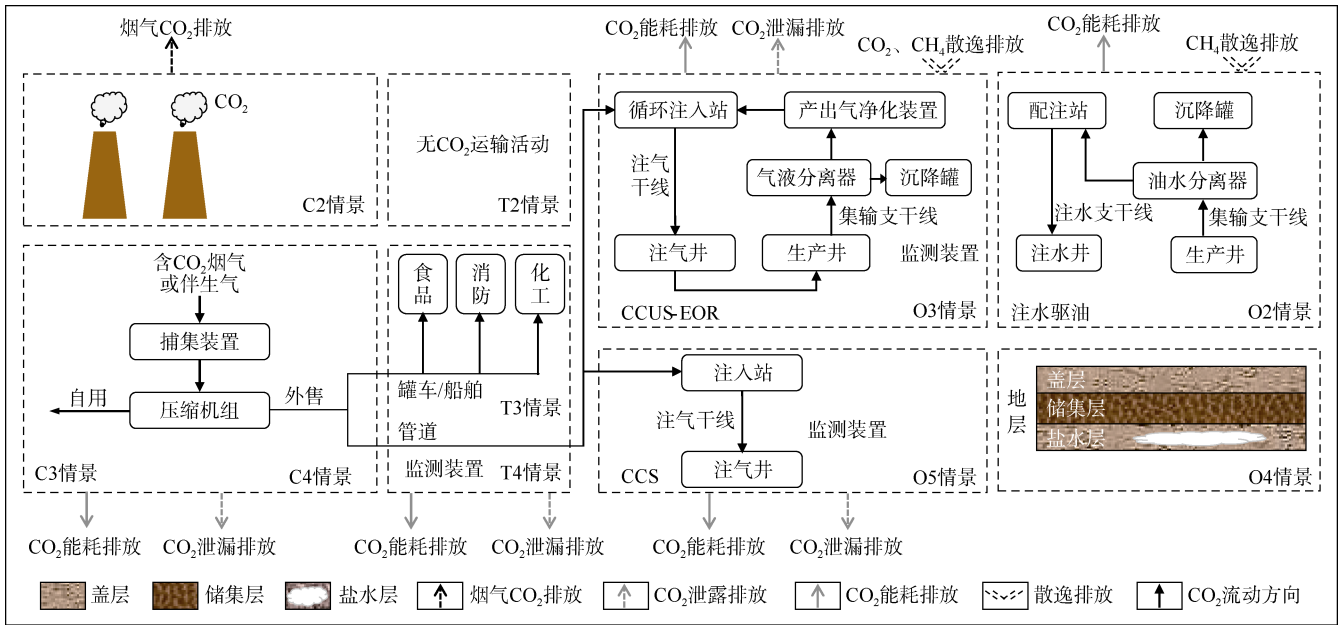 烟气CO₂排放
CO₂
C2情景
无CO₂运输活动
T2情景
CO₂能耗排放
CO₂泄漏排放
CO₂、CH₄散逸排放
循环注入站
产出气净化装置
注气
干线
气液分离器
沉降罐
集输支干线
注气井
生产井
监测装置
CCUS-EOR
O3情景
CO₂能耗排放
CH₄散逸排放
配注站
沉降罐
油水分离器
注水支干线
集输支干线
注水井
生产井
注水驱油
O2情景
含CO₂烟气
或伴生气
捕集装置
压缩机组
自用
外售
C3情景
C4情景
食品
消防
化工
罐车/船舶
T3情景
管道
监测装置
T4情景
注入站
注气干线
监测装置
注气井
CCS
O5情景
地层
盖层
储集层
盐水层
O4情景
CO₂能耗排放
CO₂泄漏排放
CO₂能耗排放
CO₂泄漏排放
CO₂能耗排放
CO₂泄漏排放
盖层
储集层
盐水层
烟气CO₂排放
CO₂泄露排放
CO₂能耗排放
散逸排放
CO₂流动方向